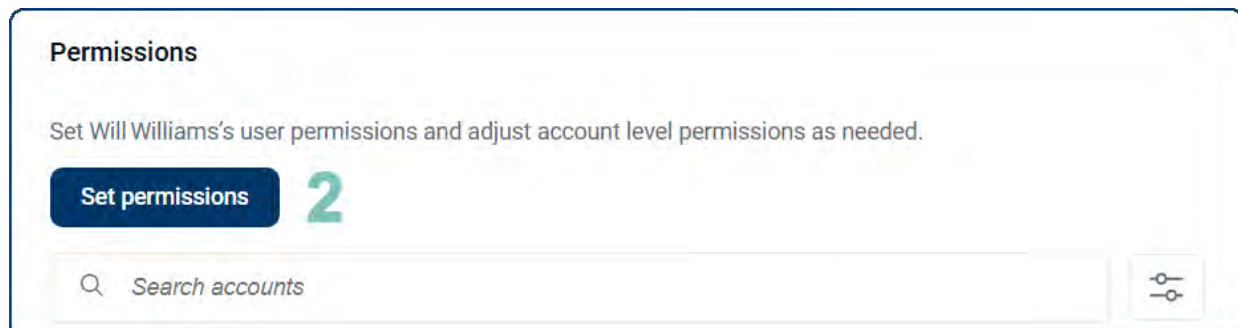 Permissions
Set Will Williams's user permissions and adjust account level permissions as needed.
Set permissions 2
Search accounts